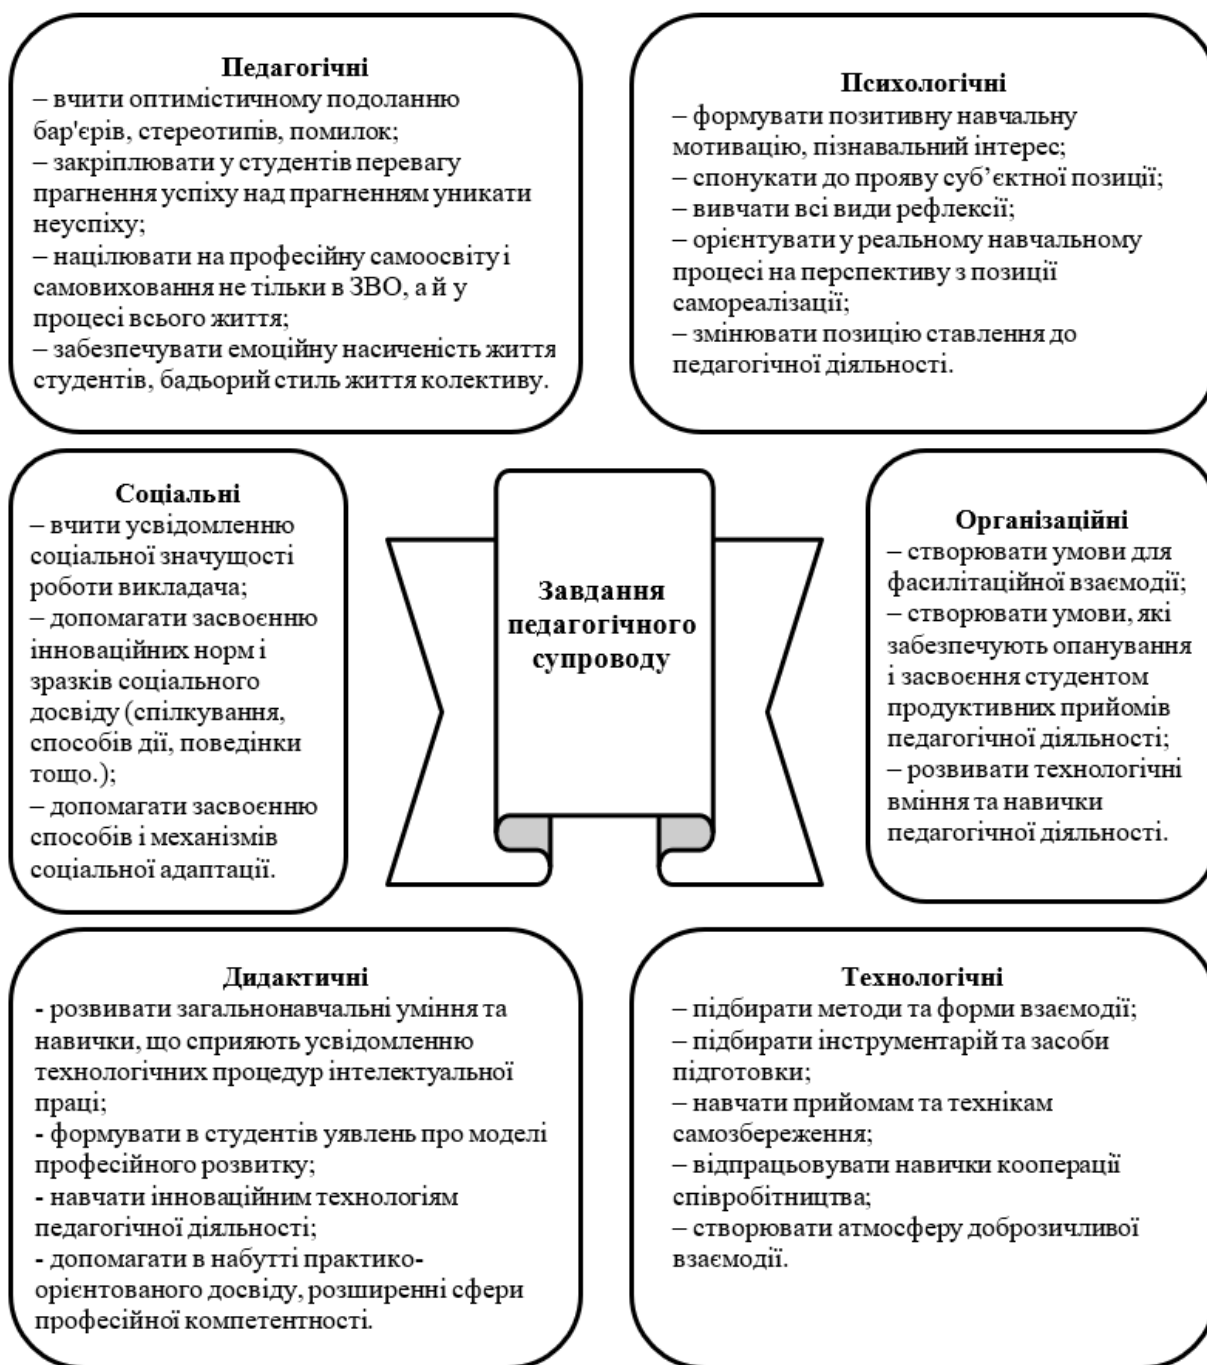 Педагогічні
– вчити оптимістичному подоланню
бар'єрів, стереотипів, помилок;
– закріплювати у студентів перевагу
прагнення успіху над прагненням уникати
неуспіху;
– націлювати на професійну самоосвіту і
самовиховання не тільки в ЗВО, а й у
процесі всього життя;
– забезпечувати емоційну насиченість життя
студентів, бадьорий стиль життя колективу.
Психологічні
– формувати позитивну навчальну
мотивацію, пізнавальний інтерес;
– спонукати до прояву суб’єктної позиції;
– вивчати всі види рефлексії;
– орієнтувати у реальному навчальному
процесі на перспективу з позиції
самореалізації;
– змінювати позицію ставлення до
педагогічної діяльності.
Соціальні
– вчити усвідомленню
соціальної значущості
роботи викладача;
– допомагати засвоєнню
інноваційних норм і
зразків соціального
досвіду (спілкування,
способів дії, поведінки
тощо.);
– допомагати засвоєнню
способів і механізмів
соціальної адаптації.
Завдання
педагогічного
супроводу
Організаційні
– створювати умови для
фасилітаційної взаємодії;
– створювати умови, які
забезпечують опанування
і засвоєння студентом
продуктивних прийомів
педагогічної діяльності;
– розвивати технологічні
вміння та навички
педагогічної діяльності.
Дидактичні
- розвивати загальнонавчальні уміння та
навички, що сприяють усвідомленню
технологічних процедур інтелектуальної
праці;
- формувати в студентів уявлень про моделі
професійного розвитку;
- навчати інноваційним технологіям
педагогічної діяльності;
- допомагати в набутті практико-
орієнтованого досвіду, розширенні сфери
професійної компетентності.
Технологічні
– підбирати методи та форми взаємодії;
– підбирати інструментарій та засоби
підготовки;
– навчати прийомам та технікам
самозбереження;
– відпрацьовувати навички кооперації
співробітництва;
– створювати атмосферу доброзичливої
взаємодії.